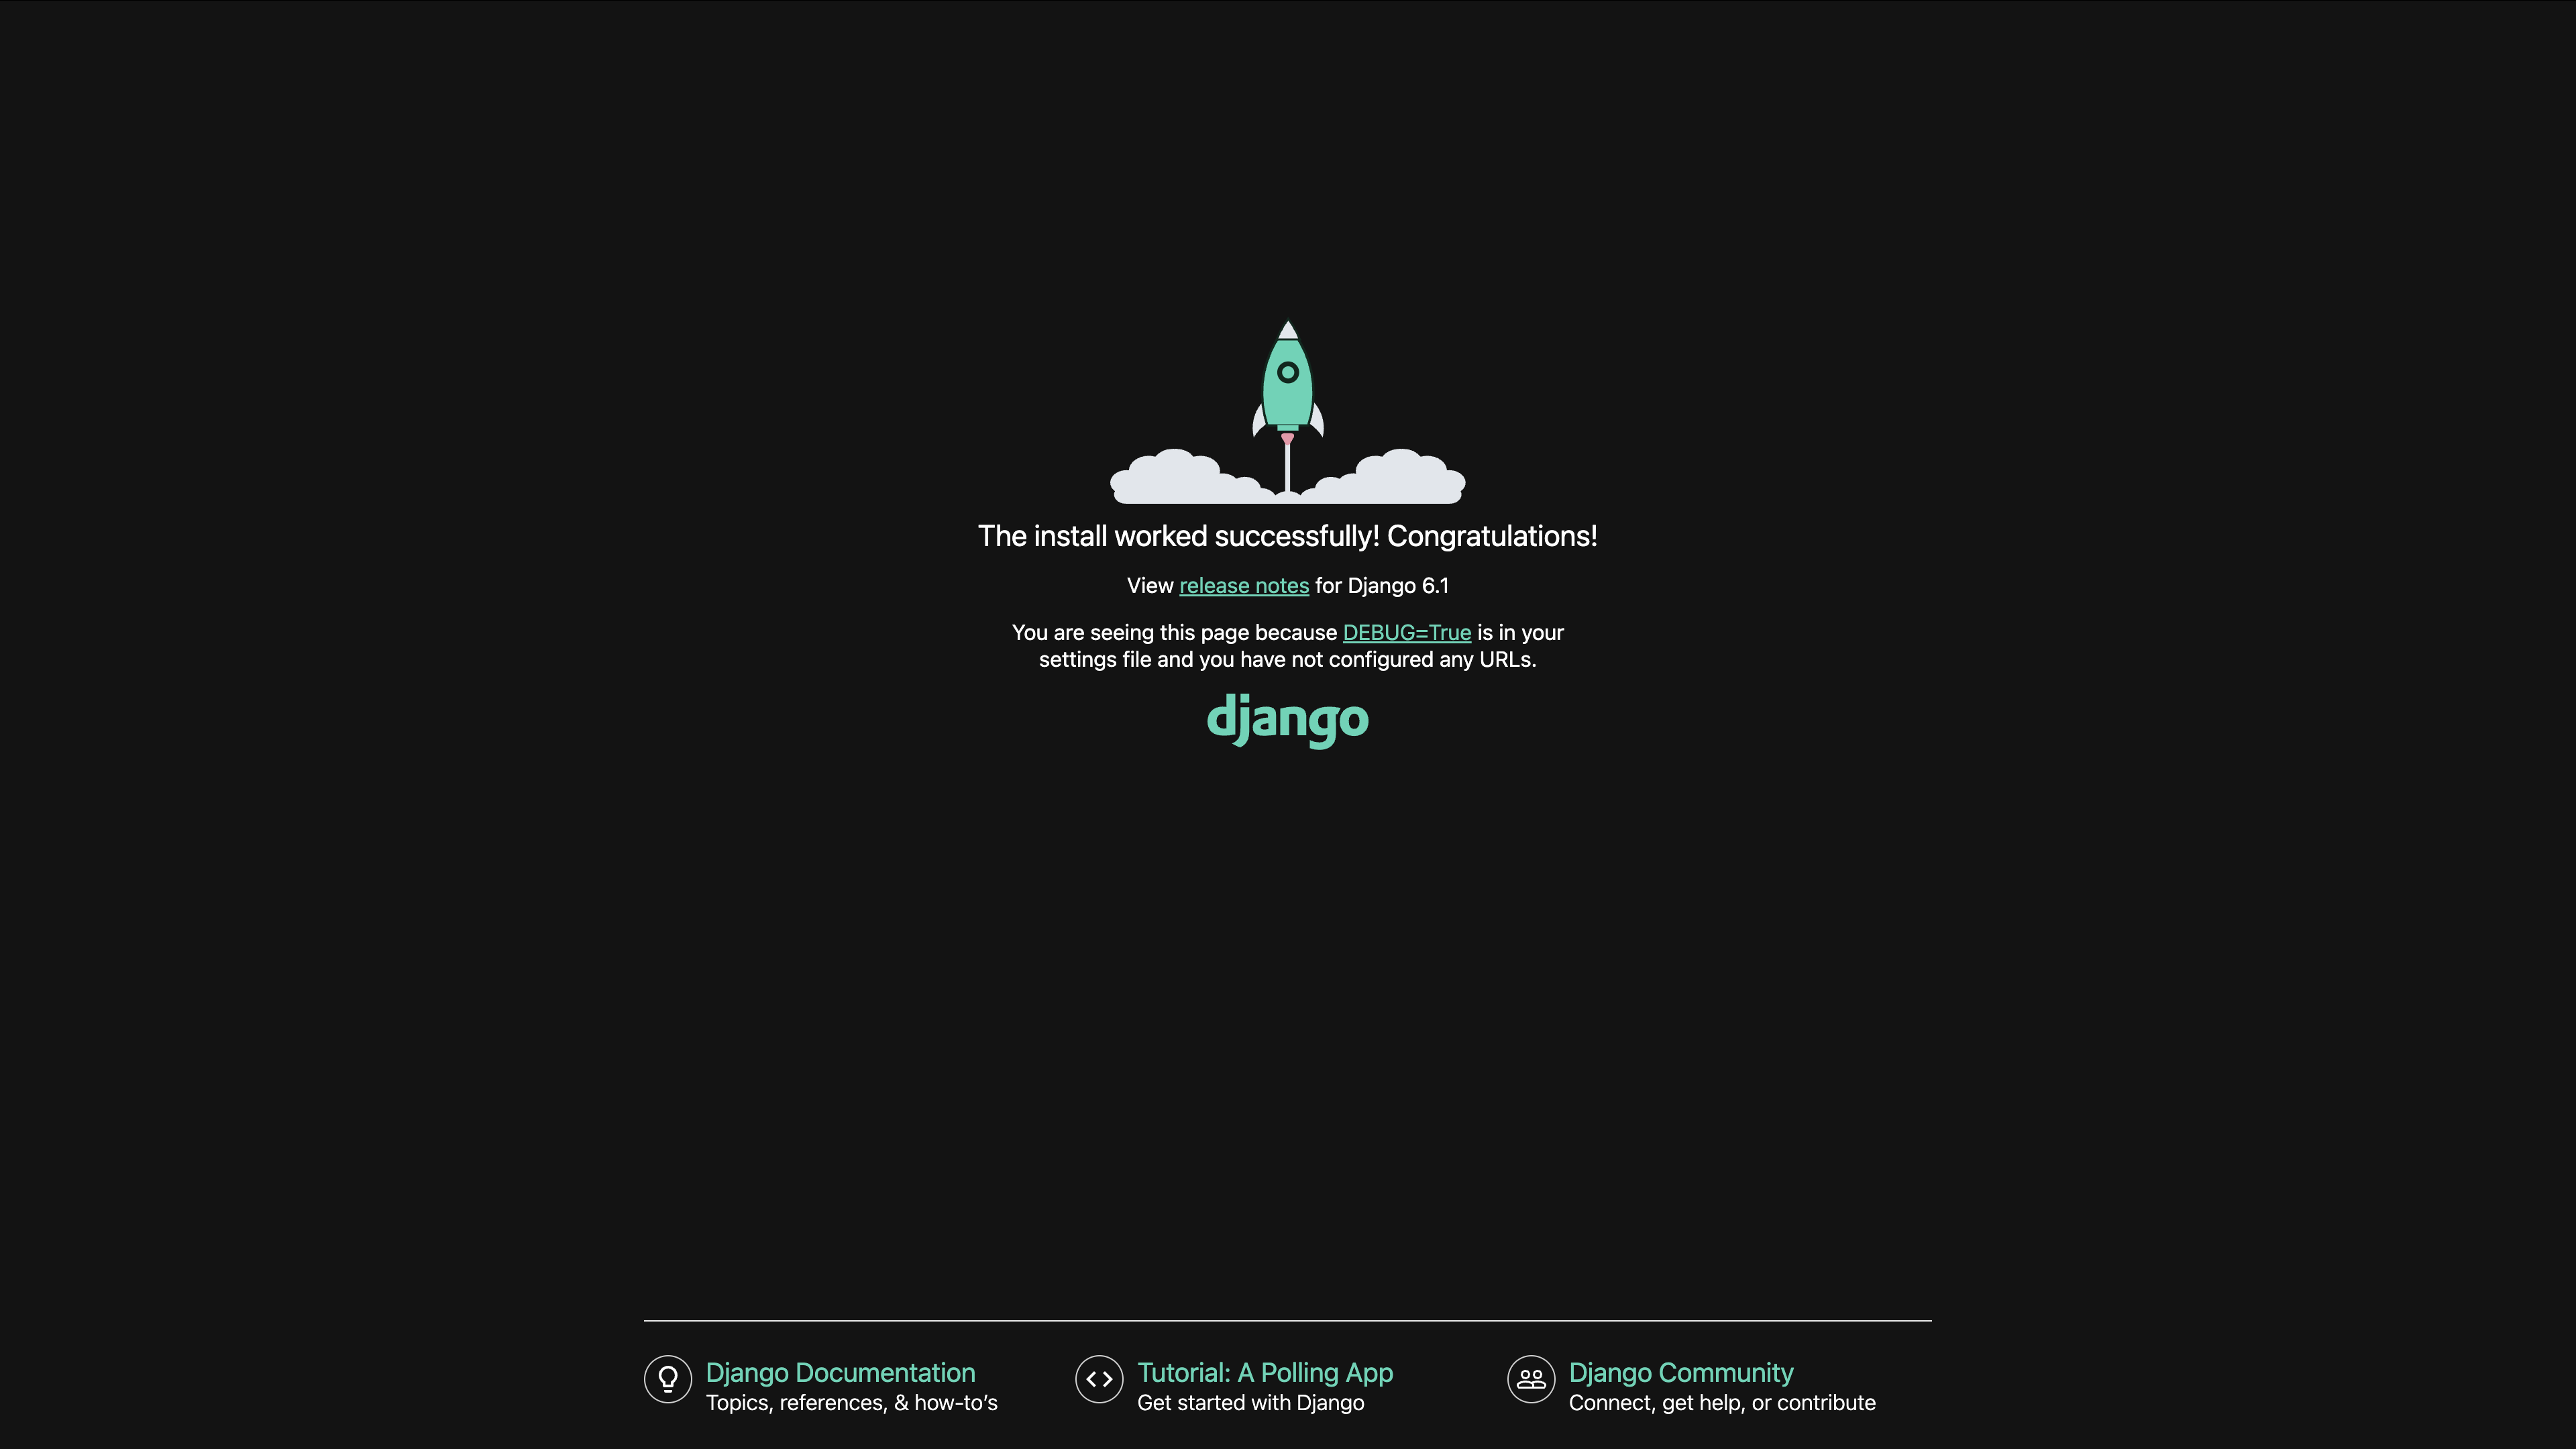 The install worked successfully! Congratulations!
View release notes for Django 6.1
You are seeing this page because DEBUG=True is in your
settings file and you have not configured any URLs.
django
Django Documentation
Topics, references, & how-to’s
Tutorial: A Polling App
Get started with Django
Django Community
Connect, get help, or contribute